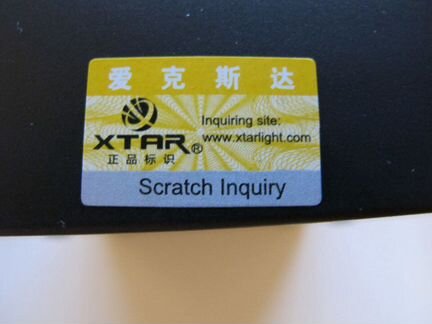 爱克斯达
XTAR®
正品标识
Inquiring site:
www.xtarlight.com
Scratch Inquiry